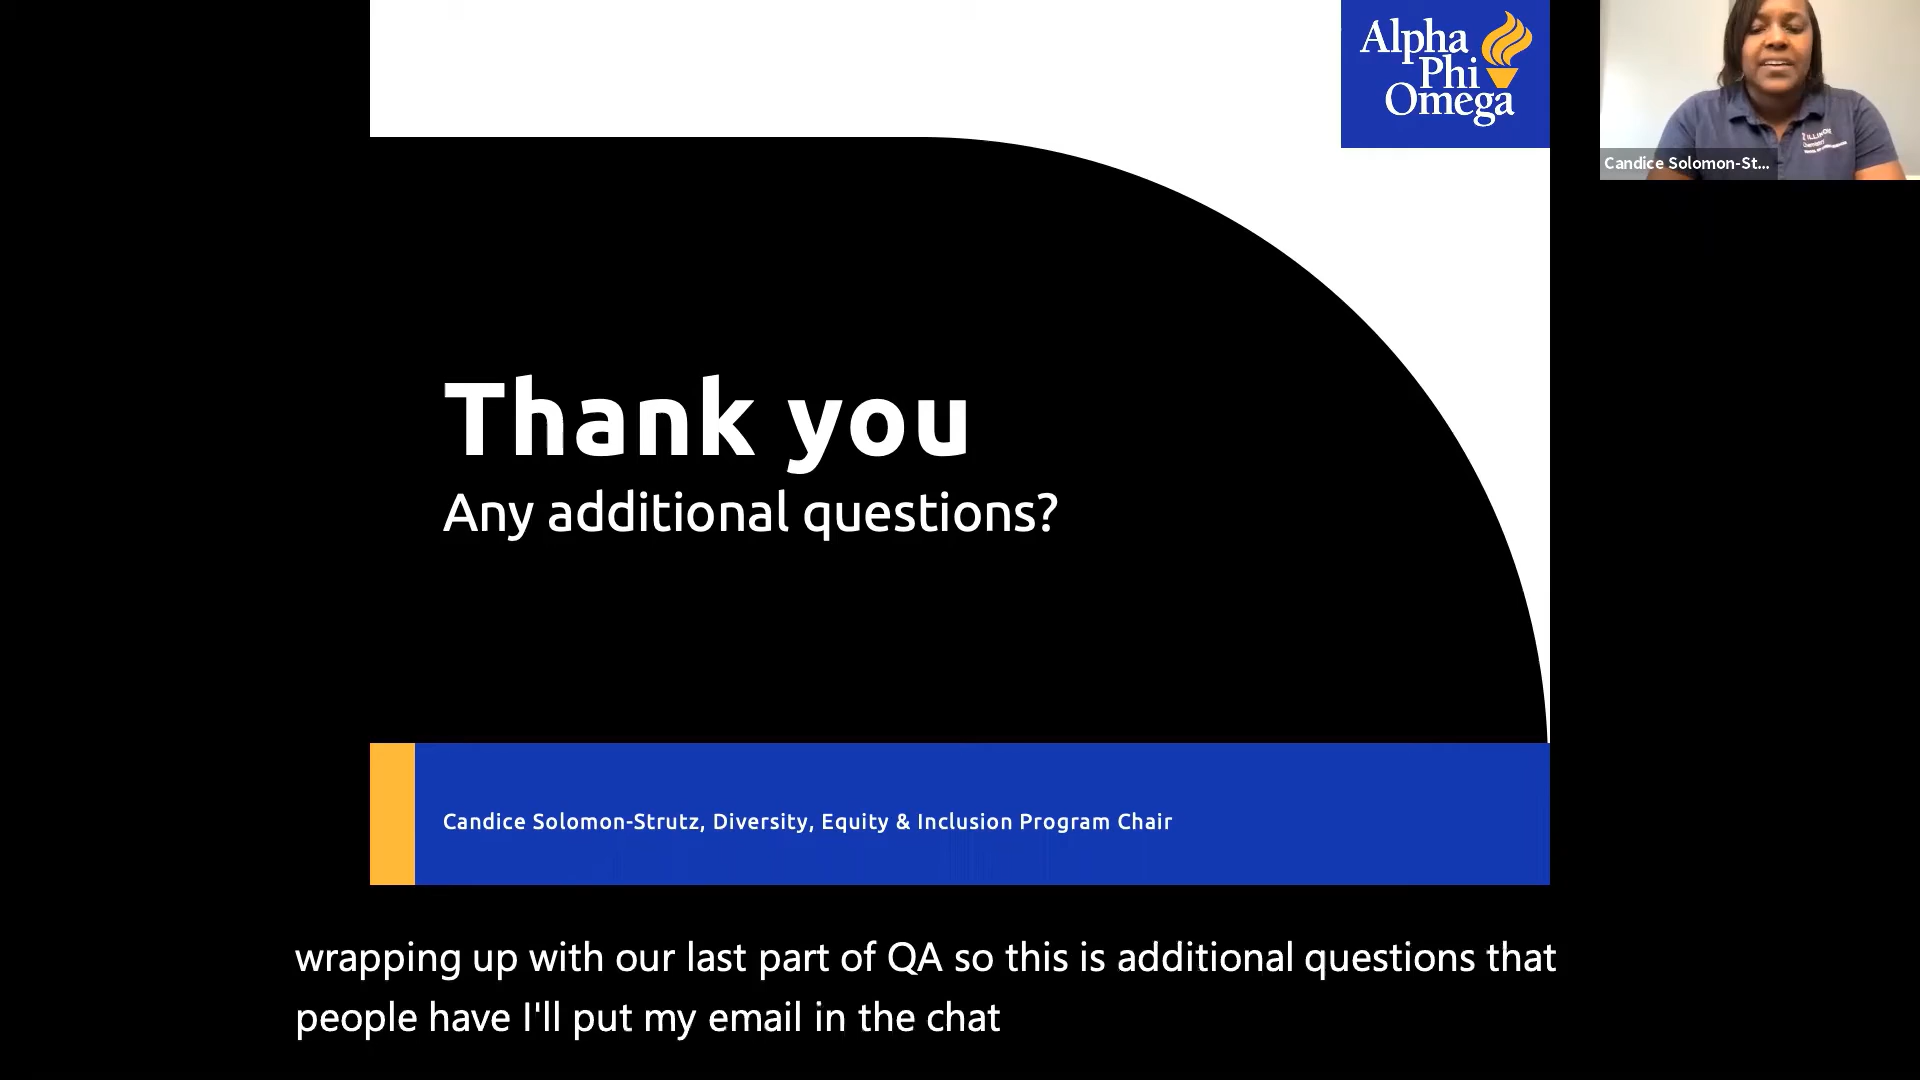 Alpha
Phi
Omega
Candice Solomon-St...
ILLINOIS
Chemistry
Thank you
Any additional questions?
Candice Solomon-Strutz, Diversity, Equity & Inclusion Program Chair
wrapping up with our last part of QA so this is additional questions that
people have I'll put my email in the chat